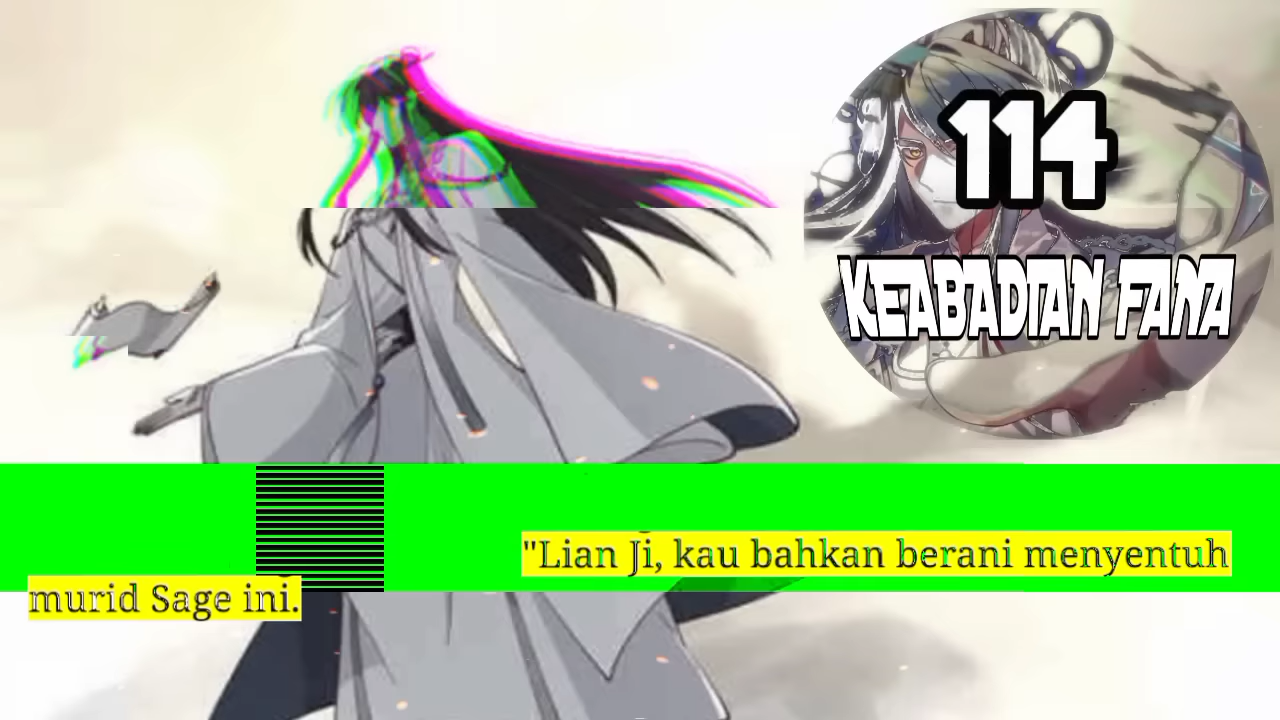 114
KEABADIAN FANA
"Lian Ji, kau bahkan berani menyentuh
murid Sage ini.